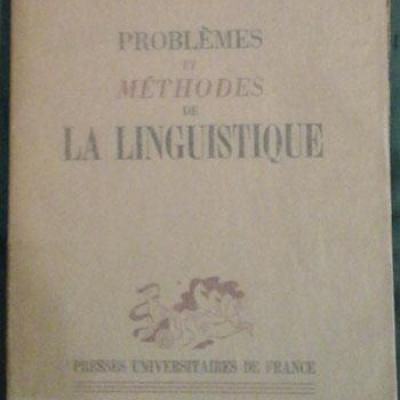 PROBLÈMES
ET
MÉTHODES
DE
LA LINGUISTIQUE
PRESSES UNIVERSITAIRES DE FRANCE